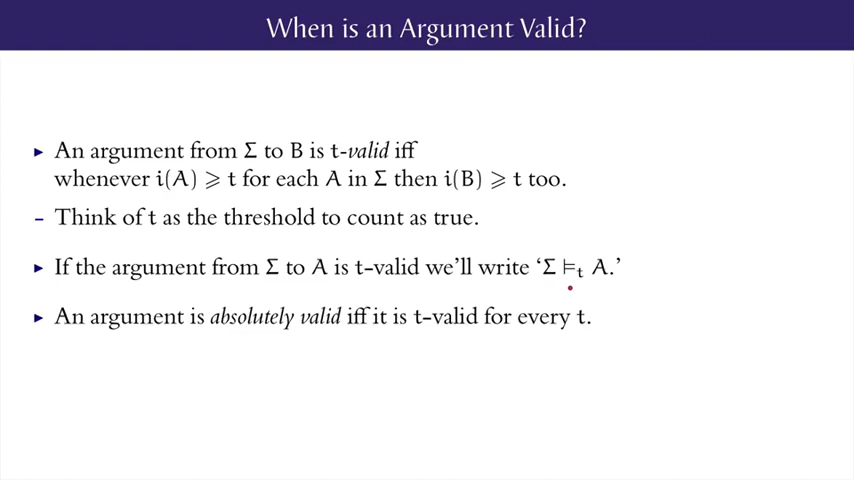 When is an Argument Valid?
▶ An argument from Σ to B is t-valid iff
whenever i(A) ⩾ t for each A in Σ then i(B) ⩾ t too.
– Think of t as the threshold to count as true.
▶ If the argument from Σ to A is t-valid we’ll write ‘Σ ⊨ₜ A.’
▶ An argument is absolutely valid iff it is t-valid for every t.